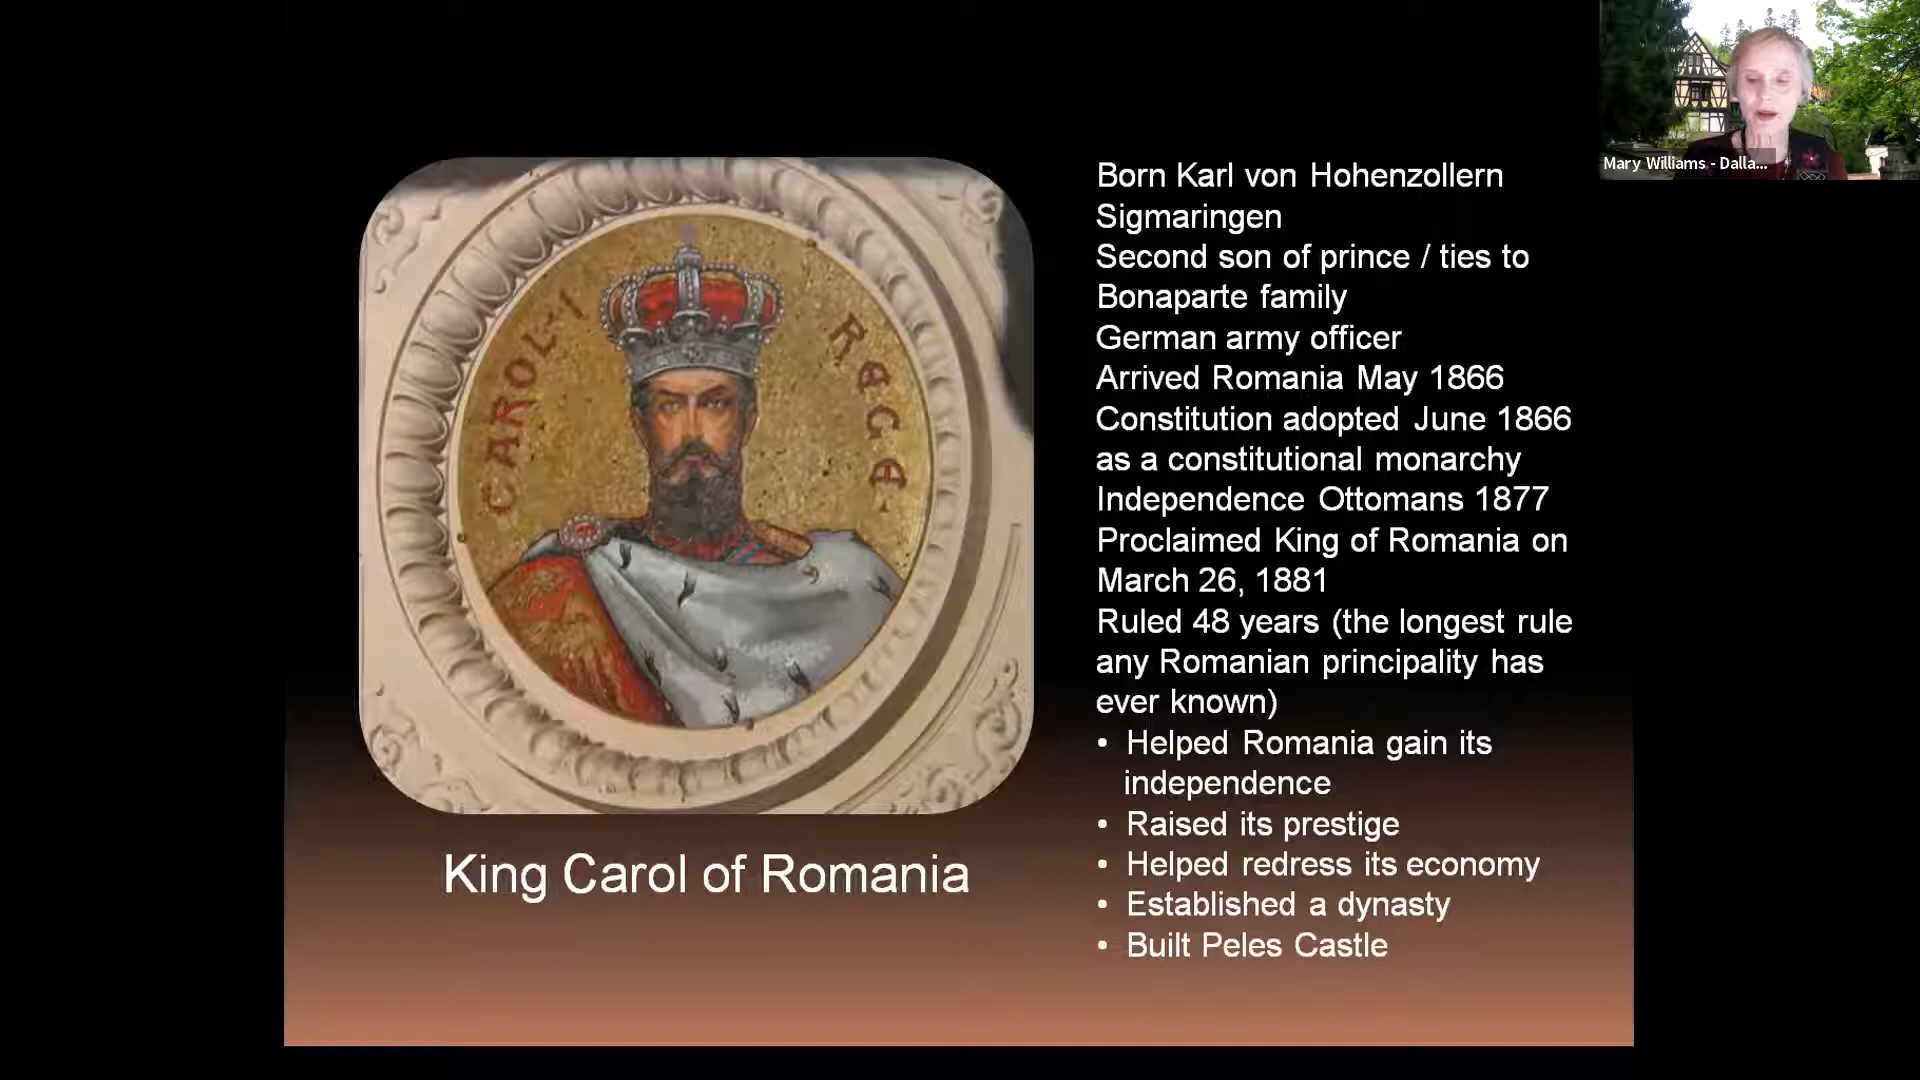 Mary Williams - Dalla...
CAROL·I
REGE
Born Karl von Hohenzollern
Sigmaringen
Second son of prince / ties to
Bonaparte family
German army officer
Arrived Romania May 1866
Constitution adopted June 1866
as a constitutional monarchy
Independence Ottomans 1877
Proclaimed King of Romania on
March 26, 1881
Ruled 48 years (the longest rule
any Romanian principality has
ever known)
• Helped Romania gain its
independence
• Raised its prestige
• Helped redress its economy
• Established a dynasty
• Built Peles Castle
King Carol of Romania